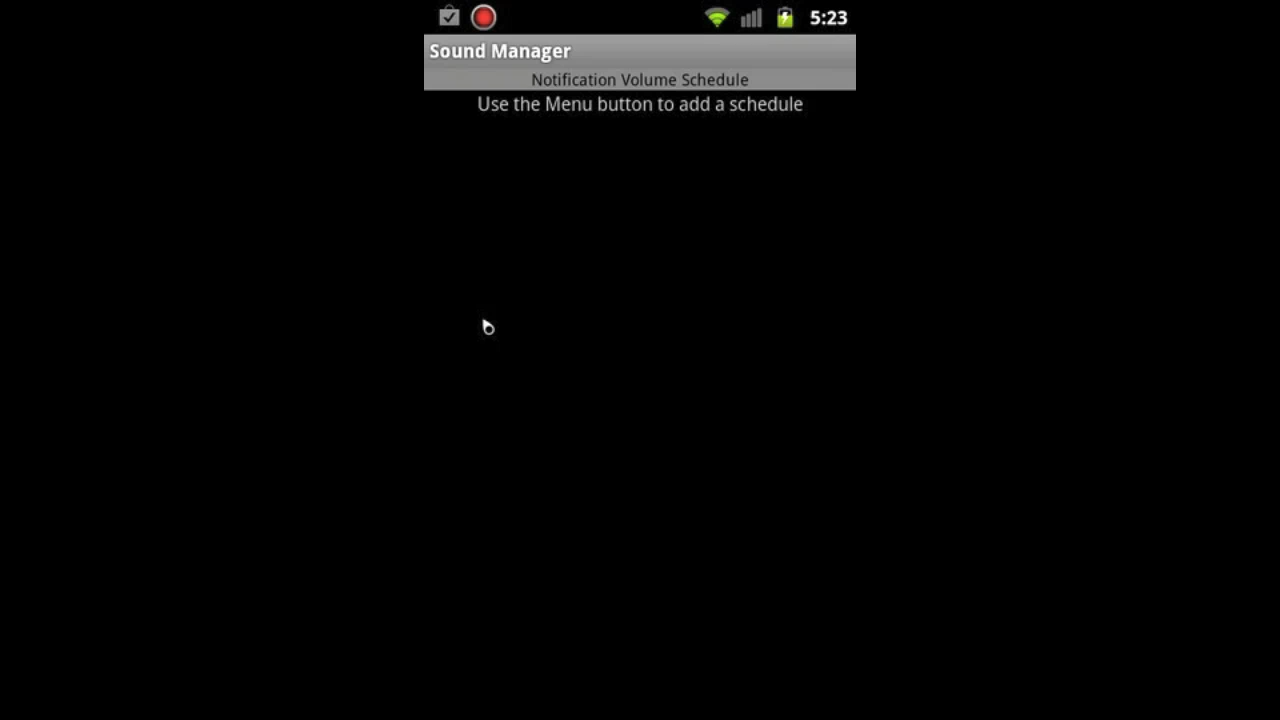 5:23
Sound Manager
Notification Volume Schedule
Use the Menu button to add a schedule